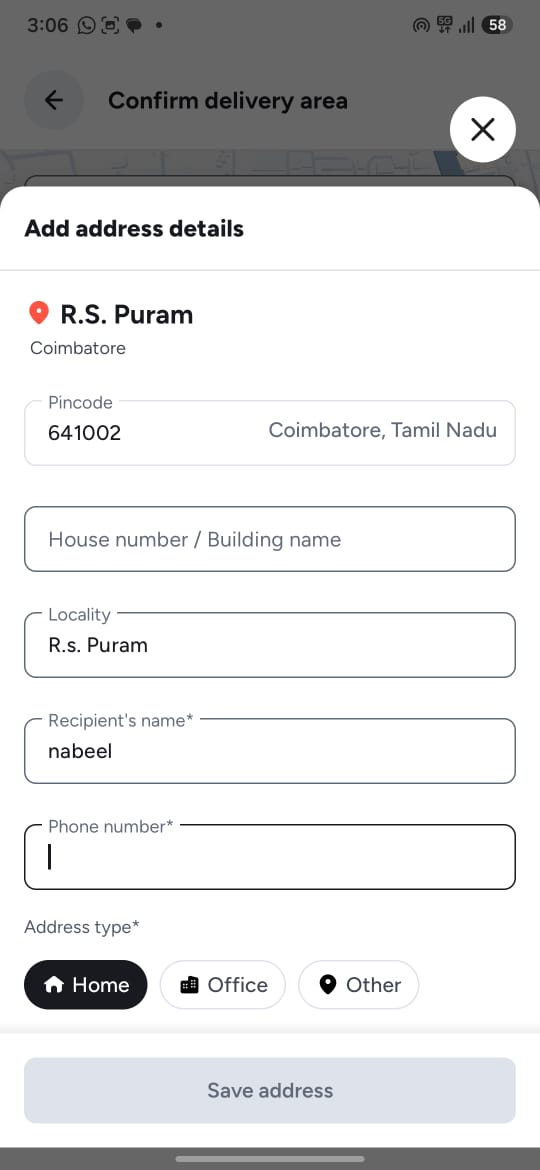 3:06
5G
58
Confirm delivery area
Add address details
R.S. Puram
Coimbatore
Pincode
641002 Coimbatore, Tamil Nadu
House number / Building name
Locality
R.s. Puram
Recipient's name*
nabeel
Phone number*
Address type*
Home Office Other
Save address